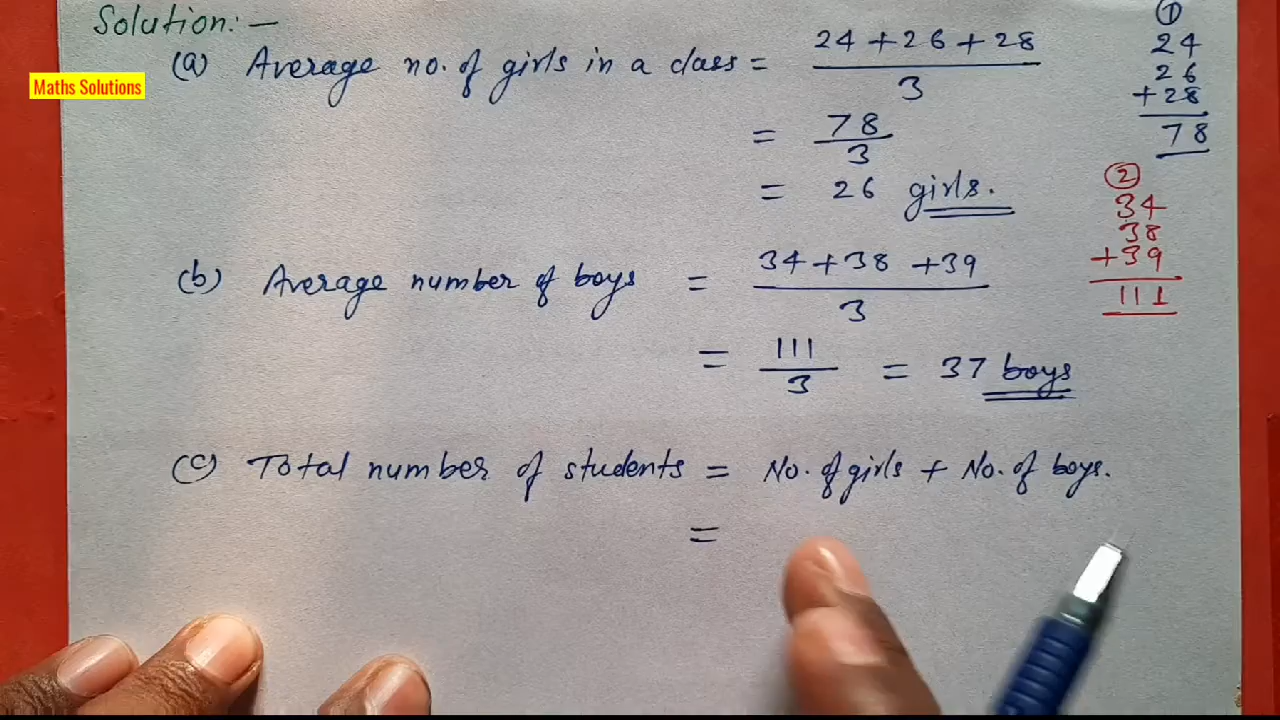 Solution:-
(a) Average no. of girls in a class = 24 + 26 + 28 / 3
Maths Solutions
= 78 / 3
= 26 girls.
(b) Average number of boys = 34 + 38 + 39 / 3
= 111 / 3 = 37 boys
(c) Total number of students = No. of girls + No. of boys.
=
①
24
26
+28
78
②
34
38
+39
111